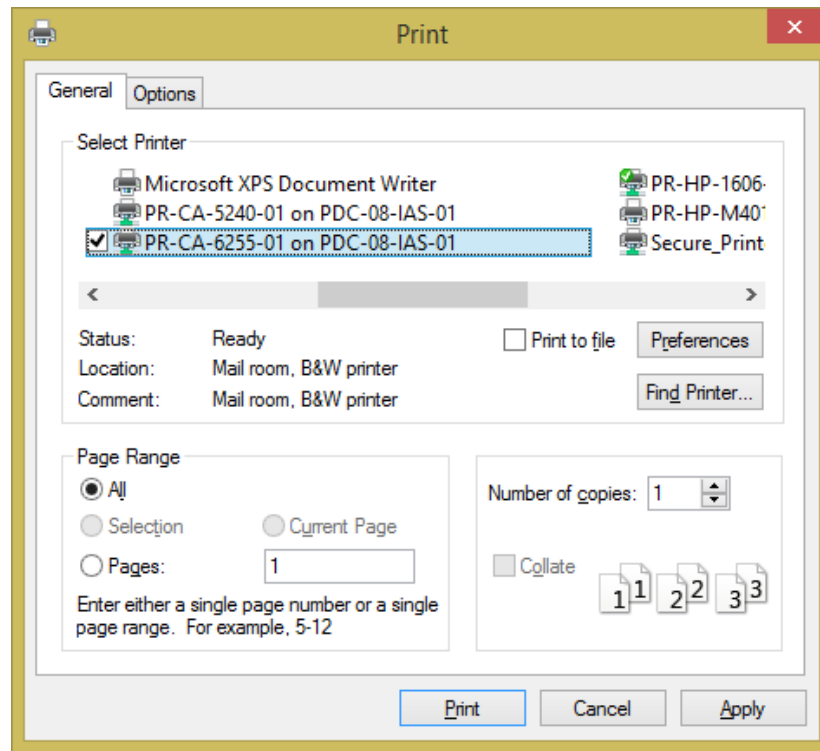 Print
General Options
Select Printer
Microsoft XPS Document Writer PR-HP-1606-
PR-CA-5240-01 on PDC-08-IAS-01 PR-HP-M401
PR-CA-6255-01 on PDC-08-IAS-01 Secure_Print
Status: Ready Print to file Preferences
Location: Mail room, B&W printer
Comment: Mail room, B&W printer Find Printer...
Page Range
All Number of copies: 1
Selection Current Page
Pages: 1 Collate 1 1 2 2 3 3
Enter either a single page number or a single
page range. For example, 5-12
Print Cancel Apply